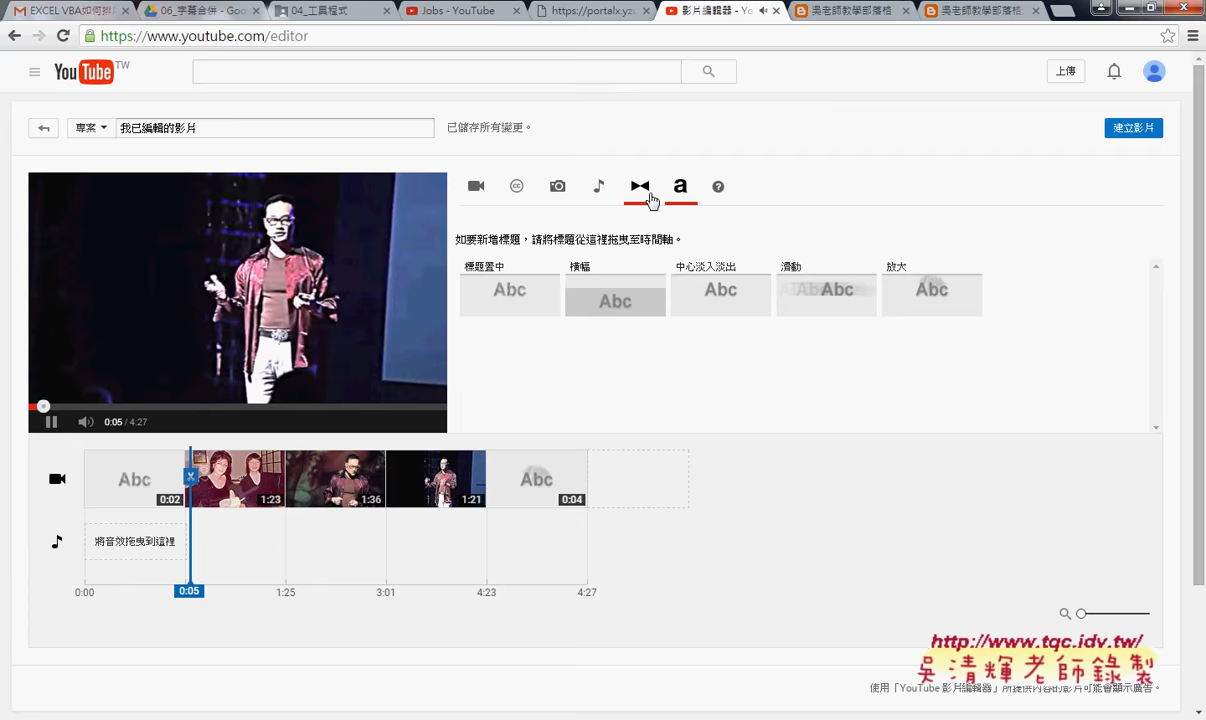 EXCEL VBA如何排
06_字幕合併 - Goo
04_工具程式
Jobs - YouTube
https://portalx.yz
影片編輯器 - Yo
吳老師教學部落格
吳老師教學部落格
https://www.youtube.com/editor
YouTube TW
上傳
專案
我已編輯的影片
已儲存所有變更。
建立影片
cc
a
?
如要新增標題，請將標題從這裡拖曳至時間軸。
標題置中
橫幅
中心淡入淡出
滑動
放大
Abc
Abc
Abc
Abc
Abc
0:05 / 4:27
Abc
0:02
1:23
1:36
1:21
Abc
0:04
將音效拖曳到這裡
0:00
0:05
1:25
3:01
4:23
4:27
http://www.tqc.idv.tw/
吳清輝老師錄製
使用「YouTube 影片編輯器」所提供內容的影片可能會顯示廣告。